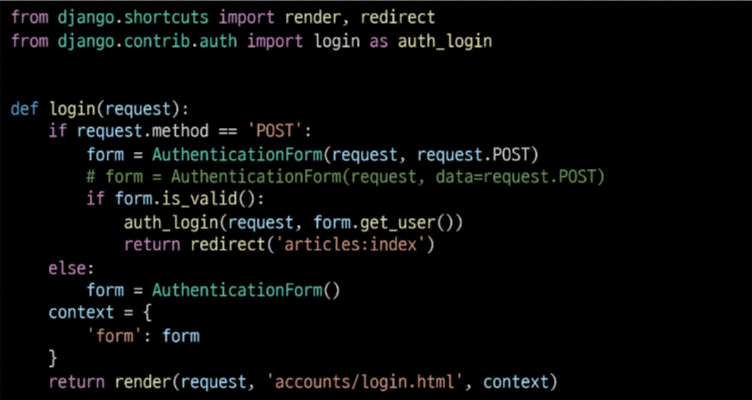 from django.shortcuts import render, redirect
from django.contrib.auth import login as auth_login
def login(request):
    if request.method == 'POST':
        form = AuthenticationForm(request, request.POST)
        # form = AuthenticationForm(request, data=request.POST)
        if form.is_valid():
            auth_login(request, form.get_user())
            return redirect('articles:index')
    else:
        form = AuthenticationForm()
    context = {
        'form': form
    }
    return render(request, 'accounts/login.html', context)